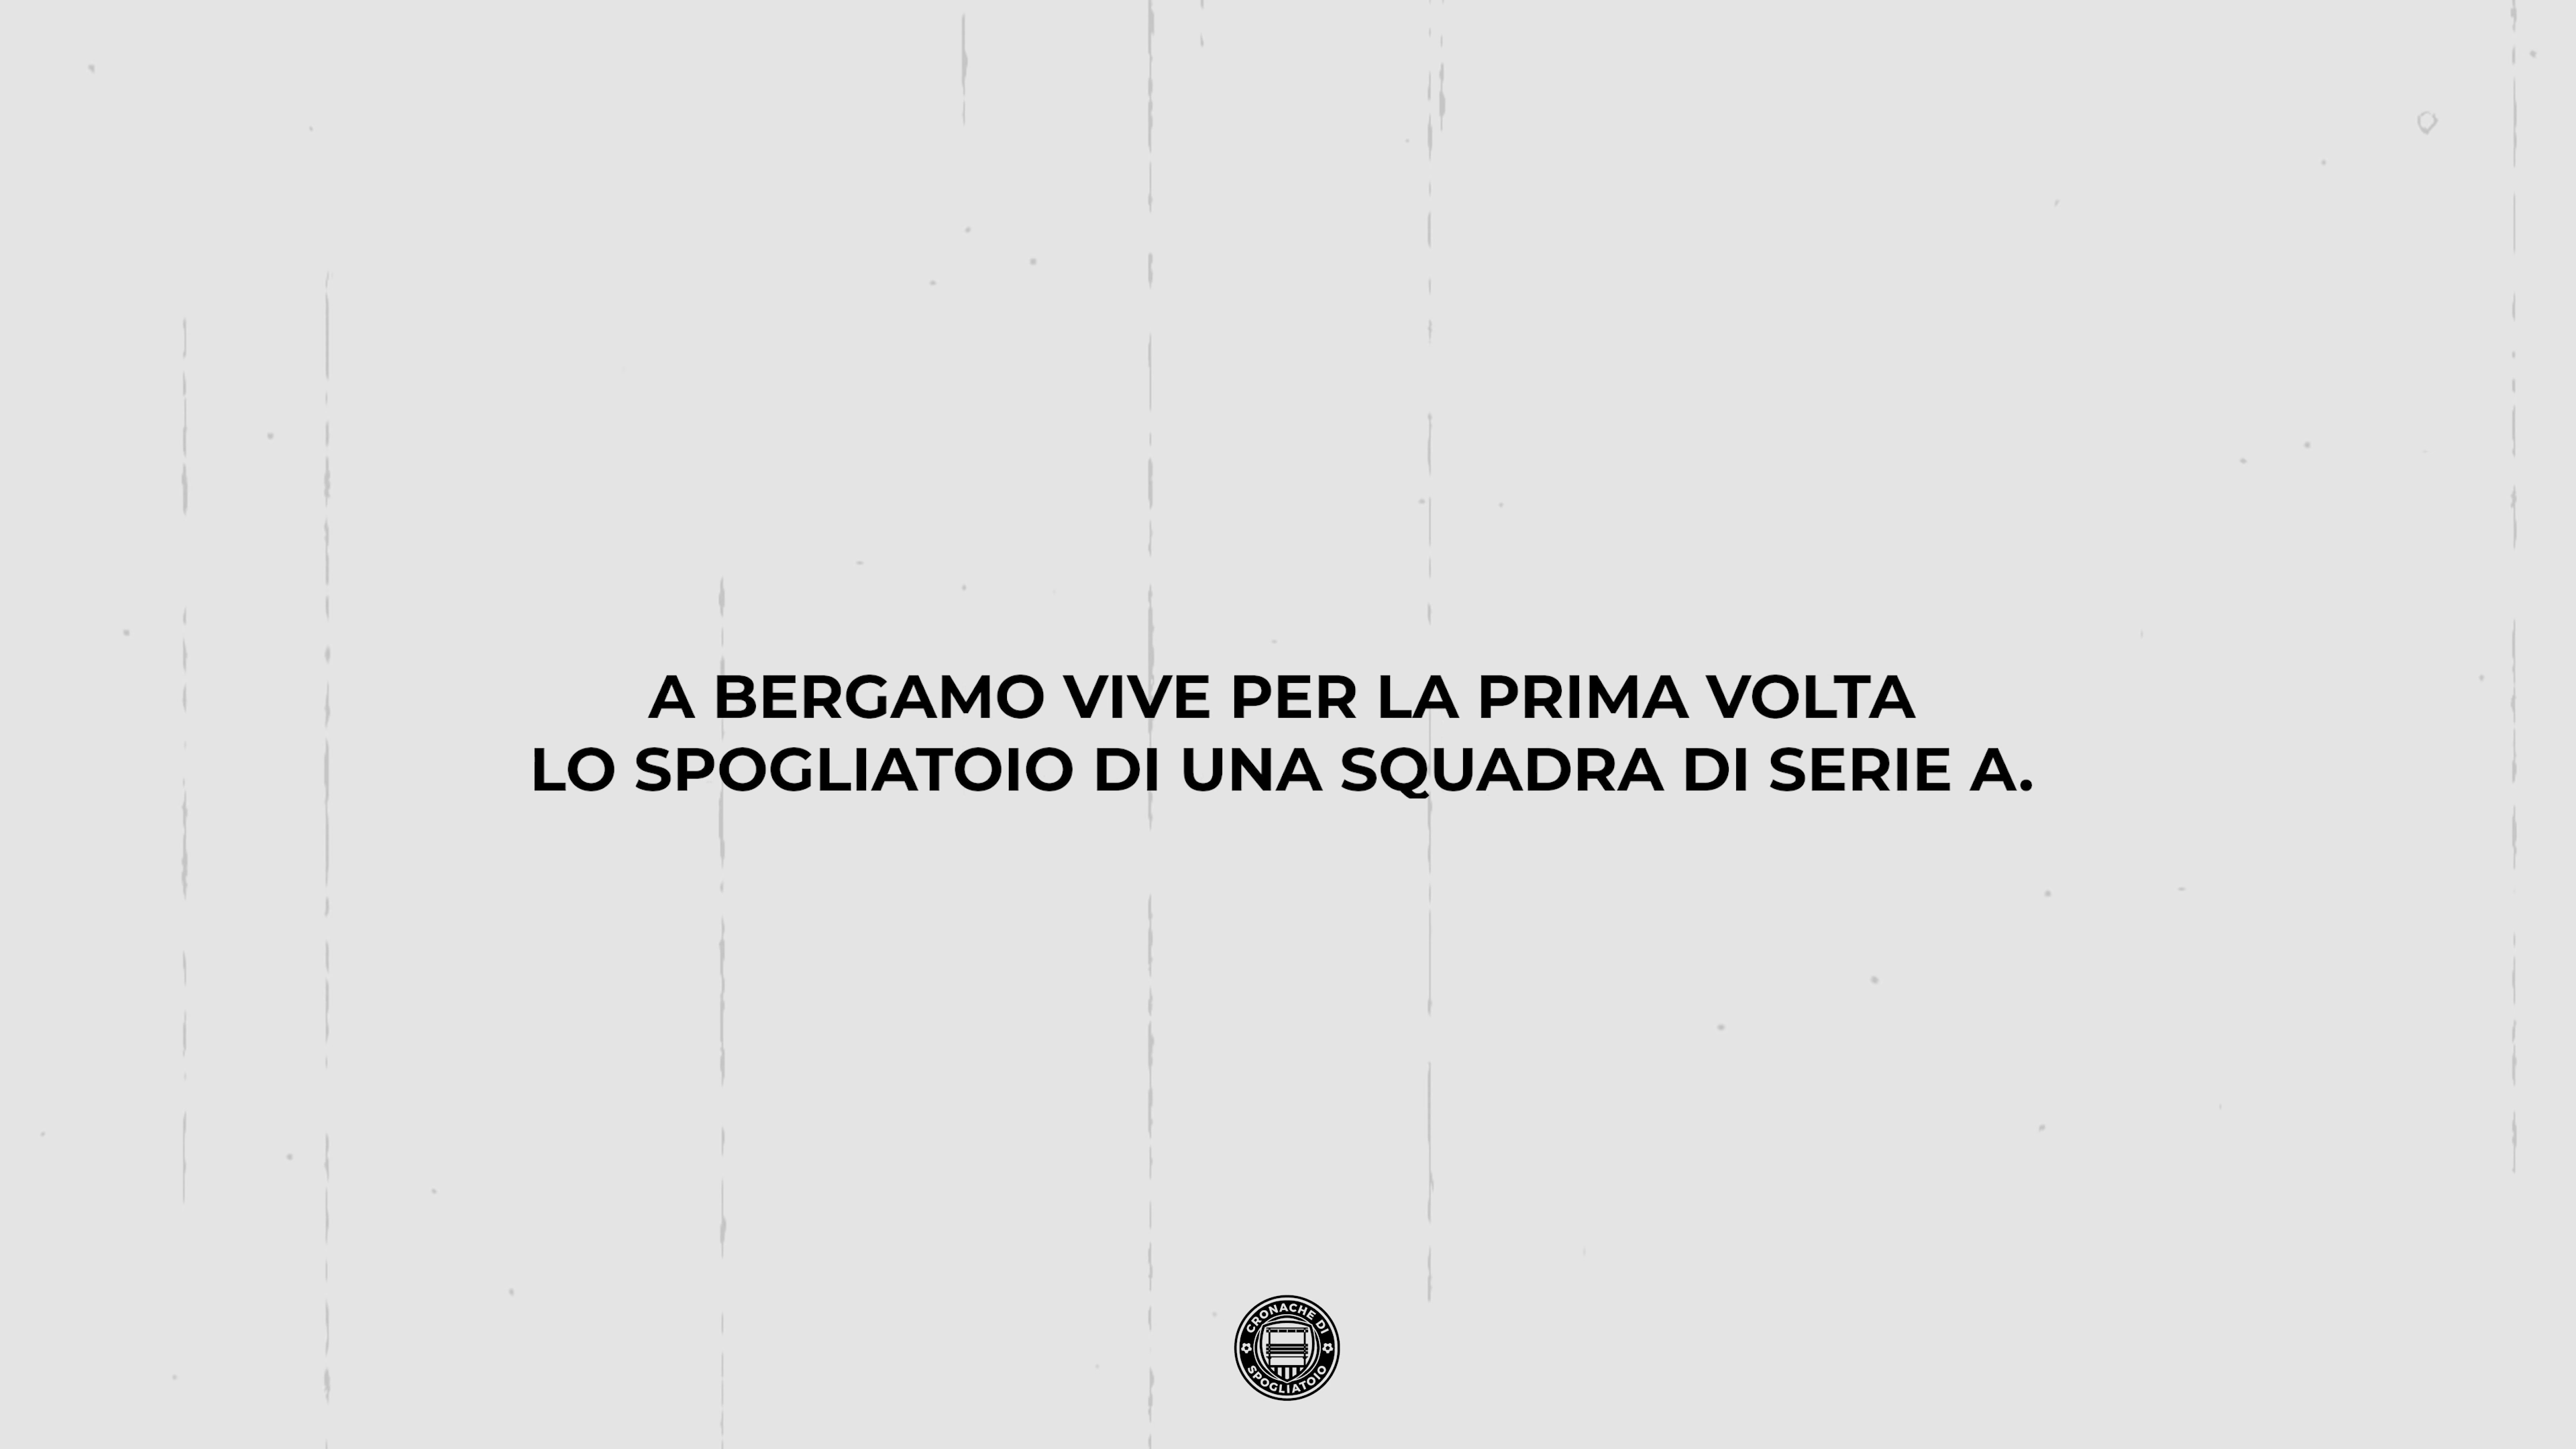 A BERGAMO VIVE PER LA PRIMA VOLTA
LO SPOGLIATOIO DI UNA SQUADRA DI SERIE A.
CRONACHE DI
SPOGLIATOIO